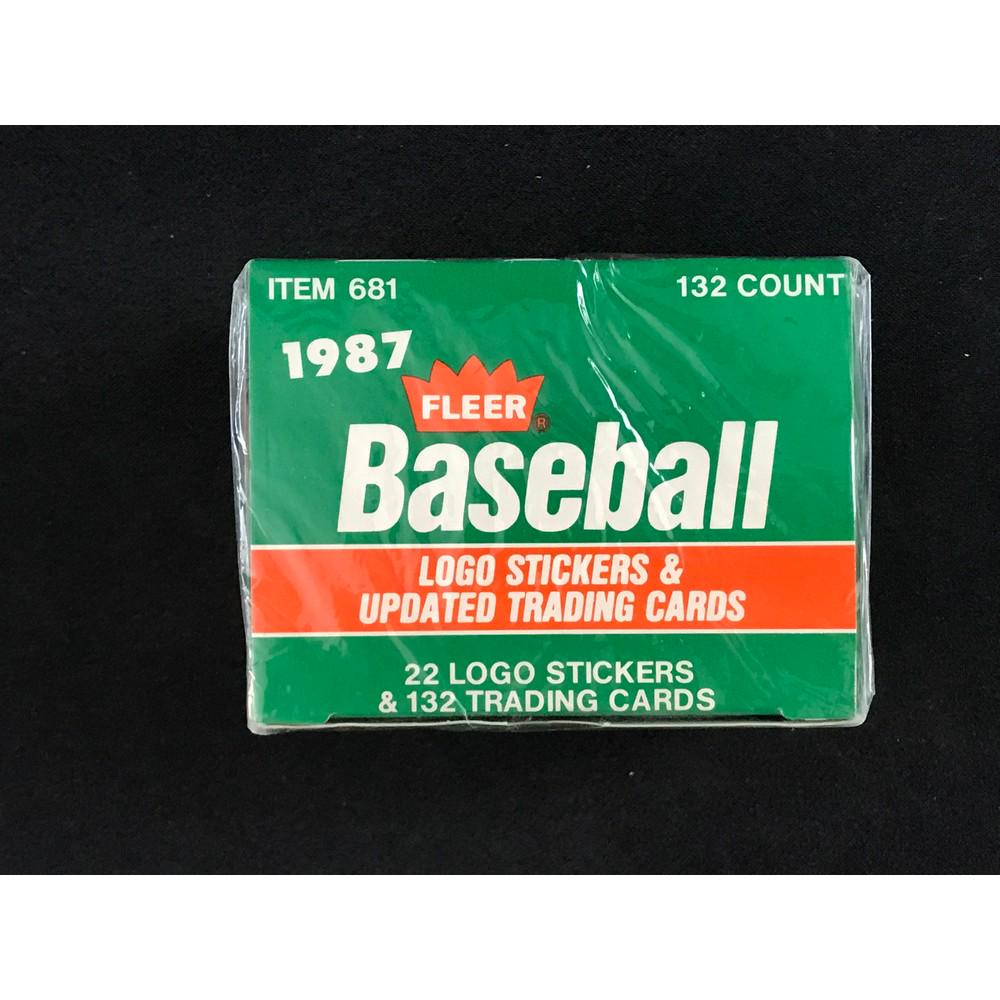 ITEM 681 132 COUNT
1987
FLEER ®
Baseball
LOGO STICKERS &
UPDATED TRADING CARDS
22 LOGO STICKERS
& 132 TRADING CARDS